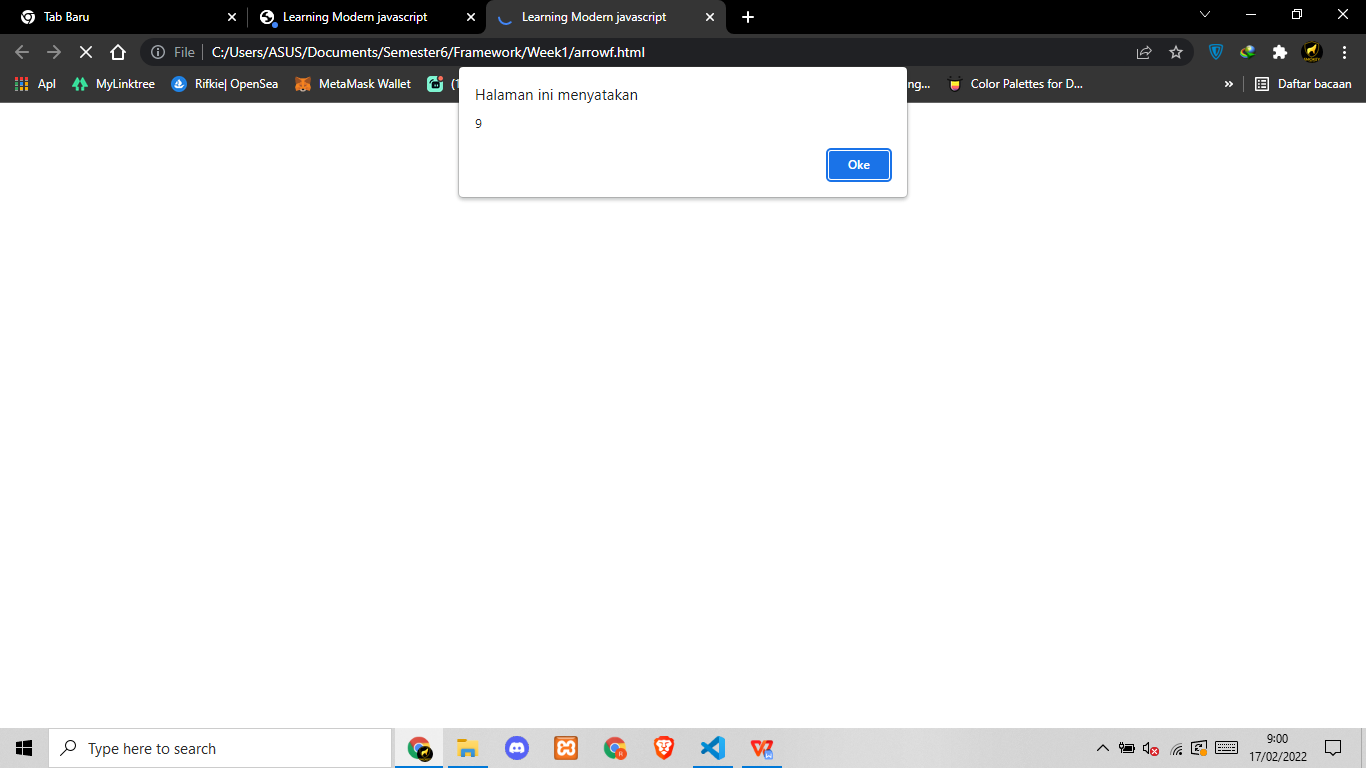 Tab Baru
Learning Modern javascript
Learning Modern javascript
File
C:/Users/ASUS/Documents/Semester6/Framework/Week1/arrowf.html
Apl
MyLinktree
Rifkie| OpenSea
MetaMask Wallet
(1
ng...
Color Palettes for D...
»
Daftar bacaan
Halaman ini menyatakan
9
Oke
Type here to search
9:00
17/02/2022